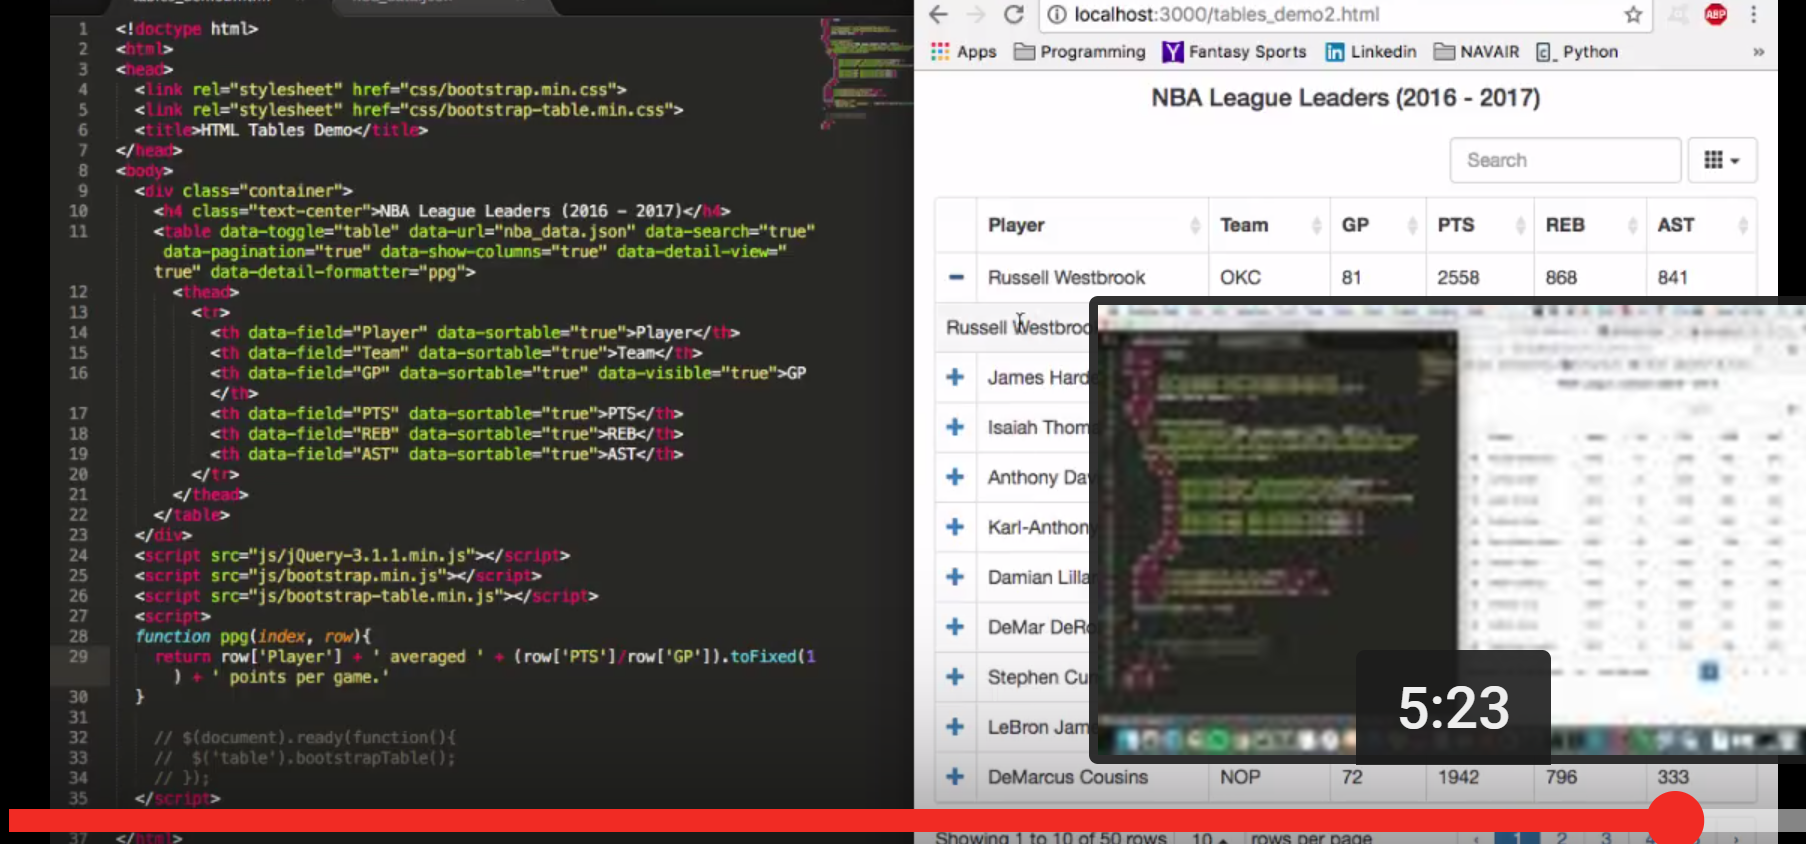 1 <!doctype html>
2 <html>
3 <head>
4 <link rel="stylesheet" href="css/bootstrap.min.css">
5 <link rel="stylesheet" href="css/bootstrap-table.min.css">
6 <title>HTML Tables Demo</title>
7 </head>
8 <body>
9 <div class="container">
10 <h4 class="text-center">NBA League Leaders (2016 - 2017)</h4>
11 <table data-toggle="table" data-url="nba_data.json" data-search="true"
data-pagination="true" data-show-columns="true" data-detail-view="
true" data-detail-formatter="ppg">
12 <thead>
13 <tr>
14 <th data-field="Player" data-sortable="true">Player</th>
15 <th data-field="Team" data-sortable="true">Team</th>
16 <th data-field="GP" data-sortable="true" data-visible="true">GP
</th>
17 <th data-field="PTS" data-sortable="true">PTS</th>
18 <th data-field="REB" data-sortable="true">REB</th>
19 <th data-field="AST" data-sortable="true">AST</th>
20 </tr>
21 </thead>
22 </table>
23 </div>
24 <script src="js/jQuery-3.1.1.min.js"></script>
25 <script src="js/bootstrap.min.js"></script>
26 <script src="js/bootstrap-table.min.js"></script>
27 <script>
28 function ppg(index, row){
29 return row['Player'] + ' averaged ' + (row['PTS']/row['GP']).toFixed(1
) + ' points per game.'
30 }
31
32 // $(document).ready(function(){
33 // $('table').bootstrapTable();
34 // });
35 </script>
37 </html>
localhost:3000/tables_demo2.html
ABP
Apps Programming Fantasy Sports Linkedin NAVAIR Python »
NBA League Leaders (2016 - 2017)
Search
Player Team GP PTS REB AST
Russell Westbrook OKC 81 2558 868 841
Russell Westbroo
James Hard
Isaiah Thom
Anthony Da
Karl-Anthony
Damian Lilla
DeMar DeRo
Stephen Cu
LeBron Jam
DeMarcus Cousins NOP 72 1942 796 333
5:23
Showing 1 to 10 of 50 rows 10 rows per page ‹ 1 2 3 ›